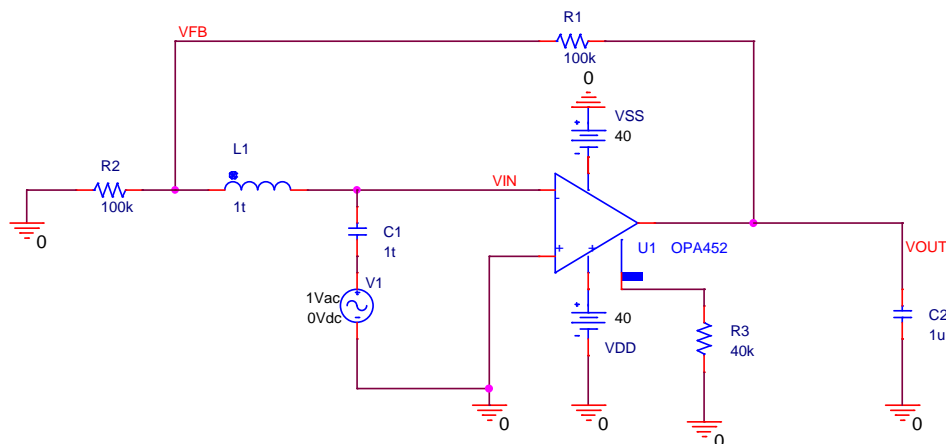 VFB
R1
100k
0
VSS
+
40
-
L1
R2
1t
VIN
100k
0
-
C1
1t
+
+
U1 OPA452
VOUT
V1
1Vac
+
0Vdc
-
+
40
-
VDD
R3
40k
C2
1u
0
0
0
0